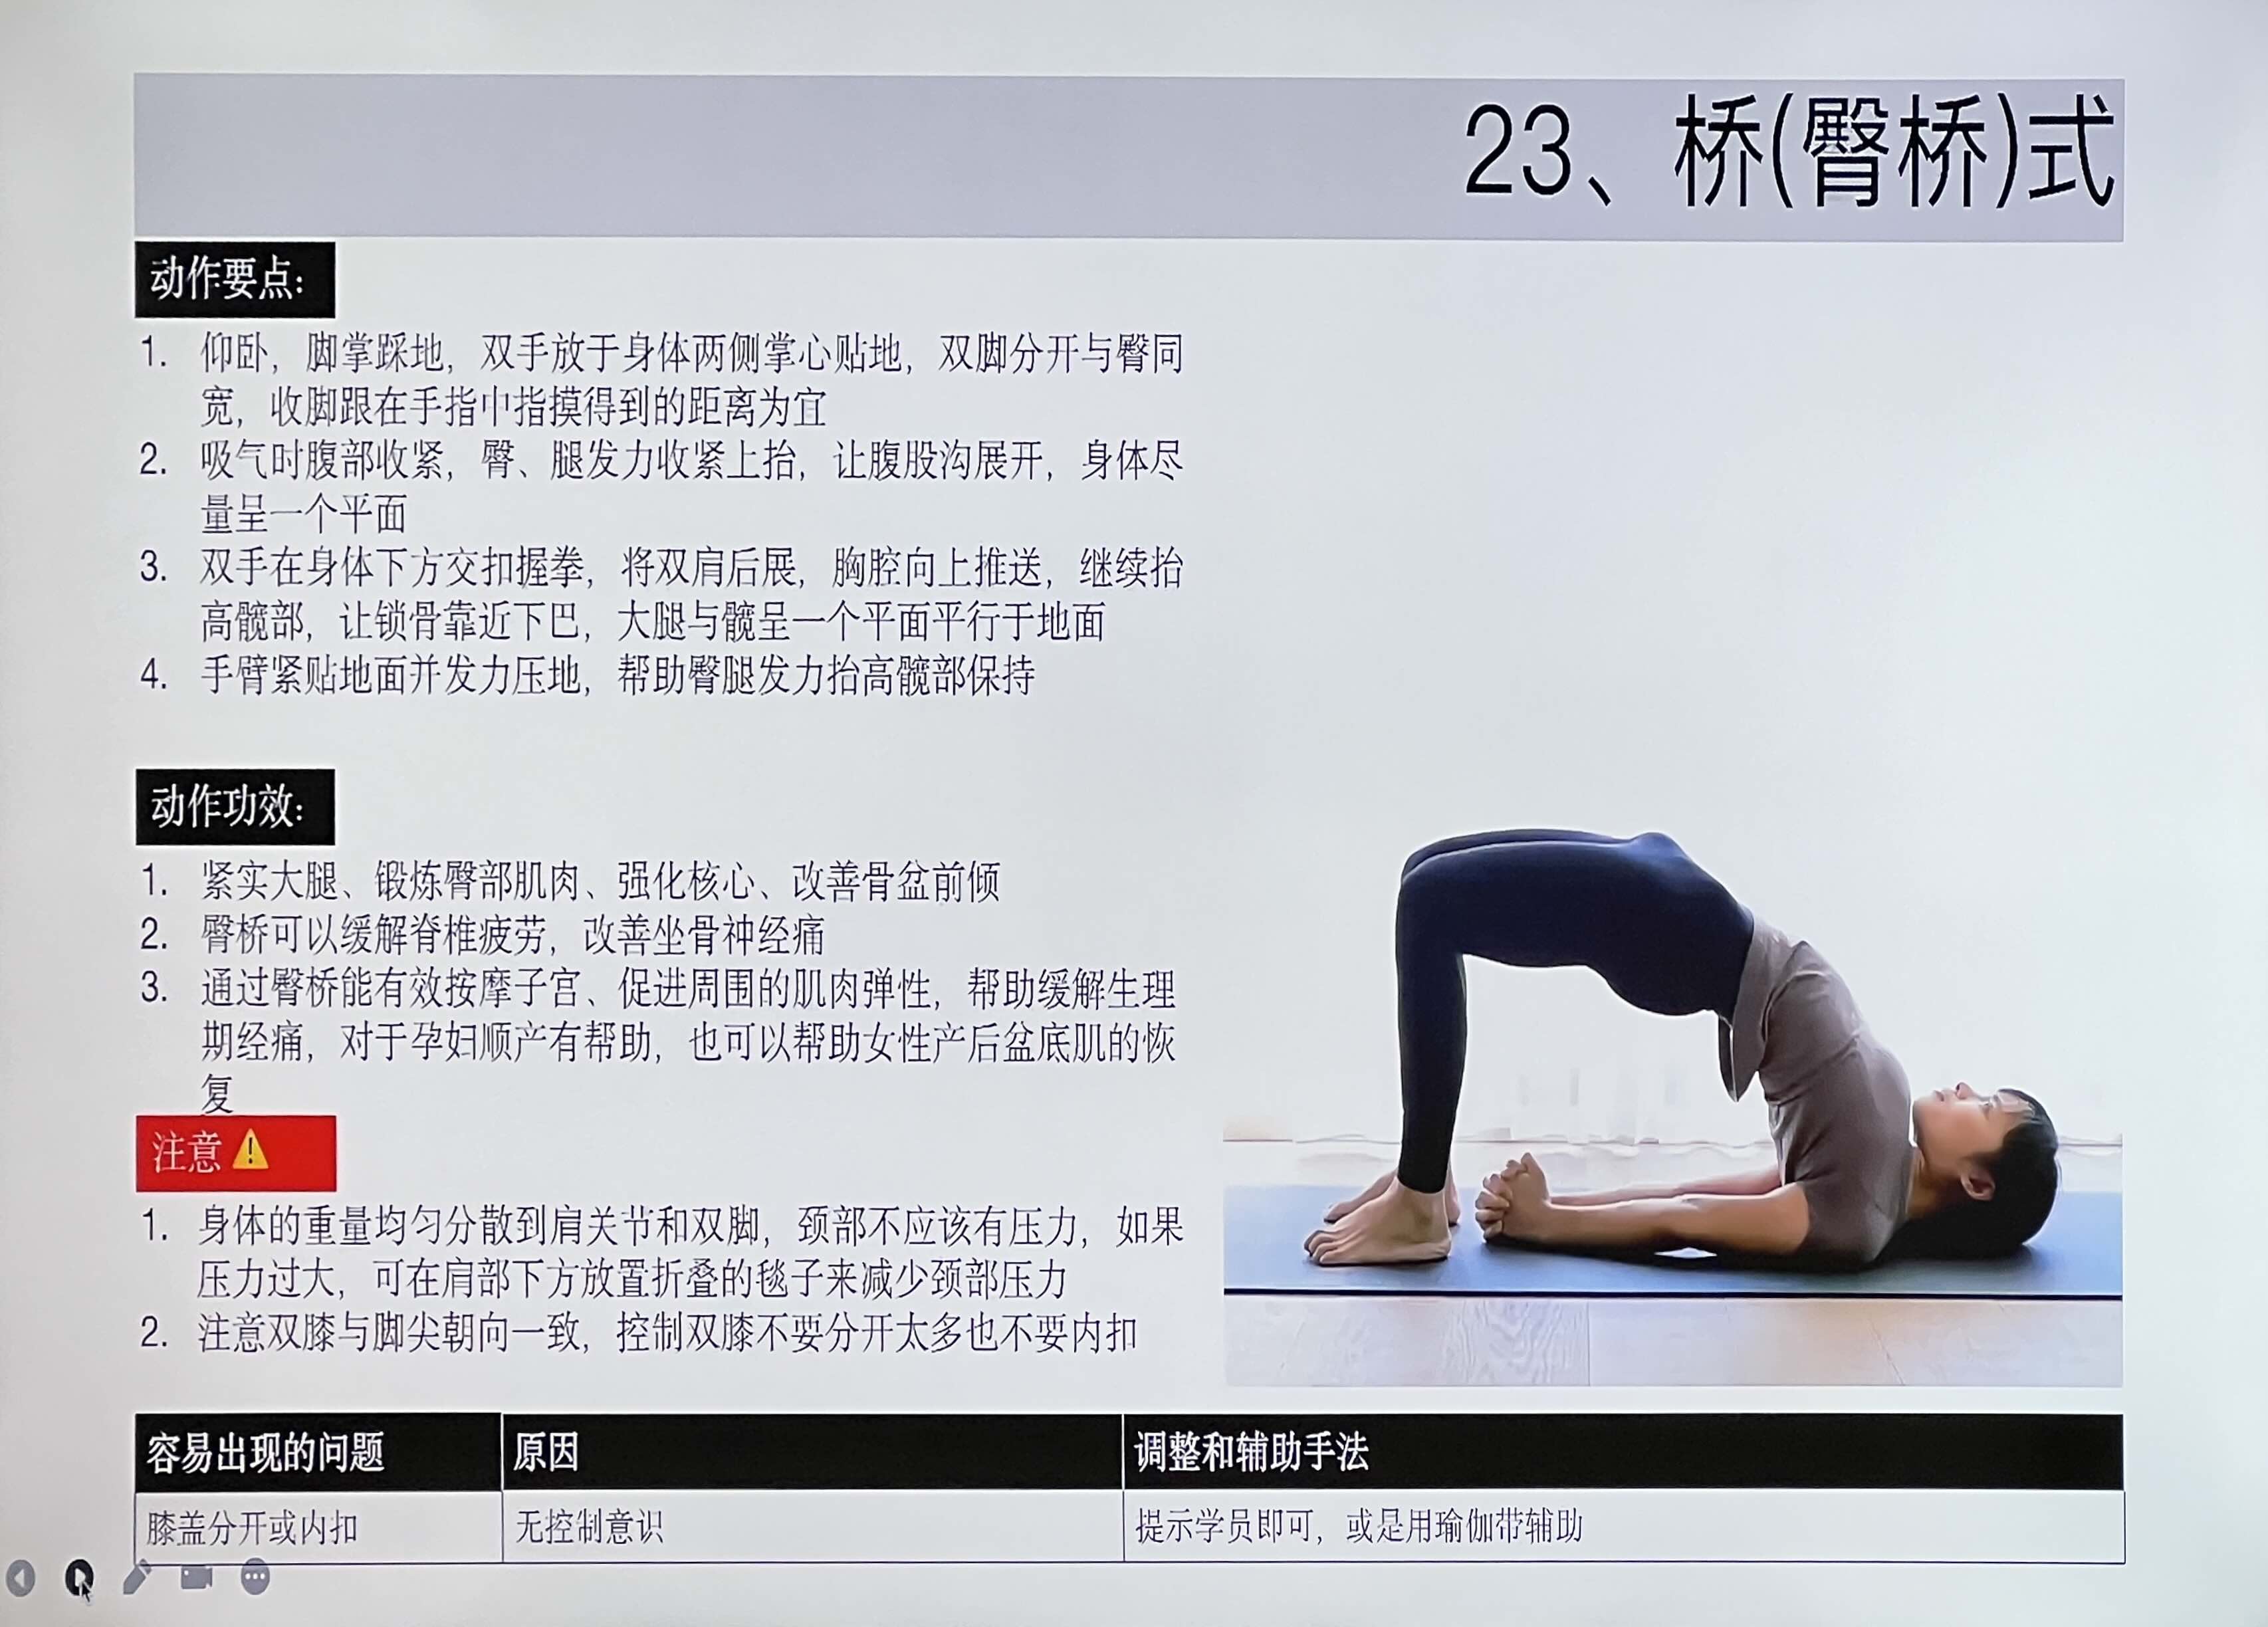 23、桥(臀桥)式
动作要点:
1. 仰卧，脚掌踩地，双手放于身体两侧掌心贴地，双脚分开与臀同
宽，收脚跟在手指中指摸得到的距离为宜
2. 吸气时腹部收紧，臀、腿发力收紧上抬，让腹股沟展开，身体尽
量呈一个平面
3. 双手在身体下方交扣握拳，将双肩后展，胸腔向上推送，继续抬
高髋部，让锁骨靠近下巴，大腿与髋呈一个平面平行于地面
4. 手臂紧贴地面并发力压地，帮助臀腿发力抬高髋部保持
动作功效:
1. 紧实大腿、锻炼臀部肌肉、强化核心、改善骨盆前倾
2. 臀桥可以缓解脊椎疲劳，改善坐骨神经痛
3. 通过臀桥能有效按摩子宫、促进周围的肌肉弹性，帮助缓解生理
期经痛，对于孕妇顺产有帮助，也可以帮助女性产后盆底肌的恢
复
注意
1. 身体的重量均匀分散到肩关节和双脚，颈部不应该有压力，如果
压力过大，可在肩部下方放置折叠的毯子来减少颈部压力
2. 注意双膝与脚尖朝向一致，控制双膝不要分开太多也不要内扣
容易出现的问题 原因 调整和辅助手法
膝盖分开或内扣 无控制意识 提示学员即可，或是用瑜伽带辅助